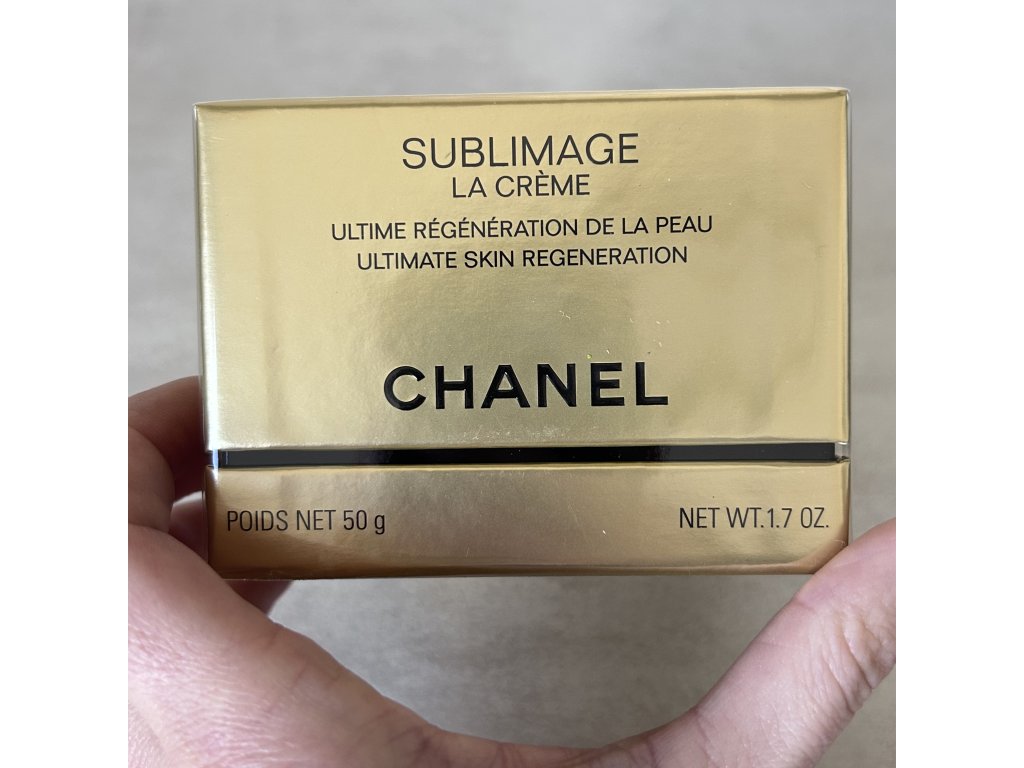 SUBLIMAGE
LA CRÈME
ULTIME RÉGÉNÉRATION DE LA PEAU
ULTIMATE SKIN REGENERATION
CHANEL
POIDS NET 50 g NET WT.1.7 OZ.